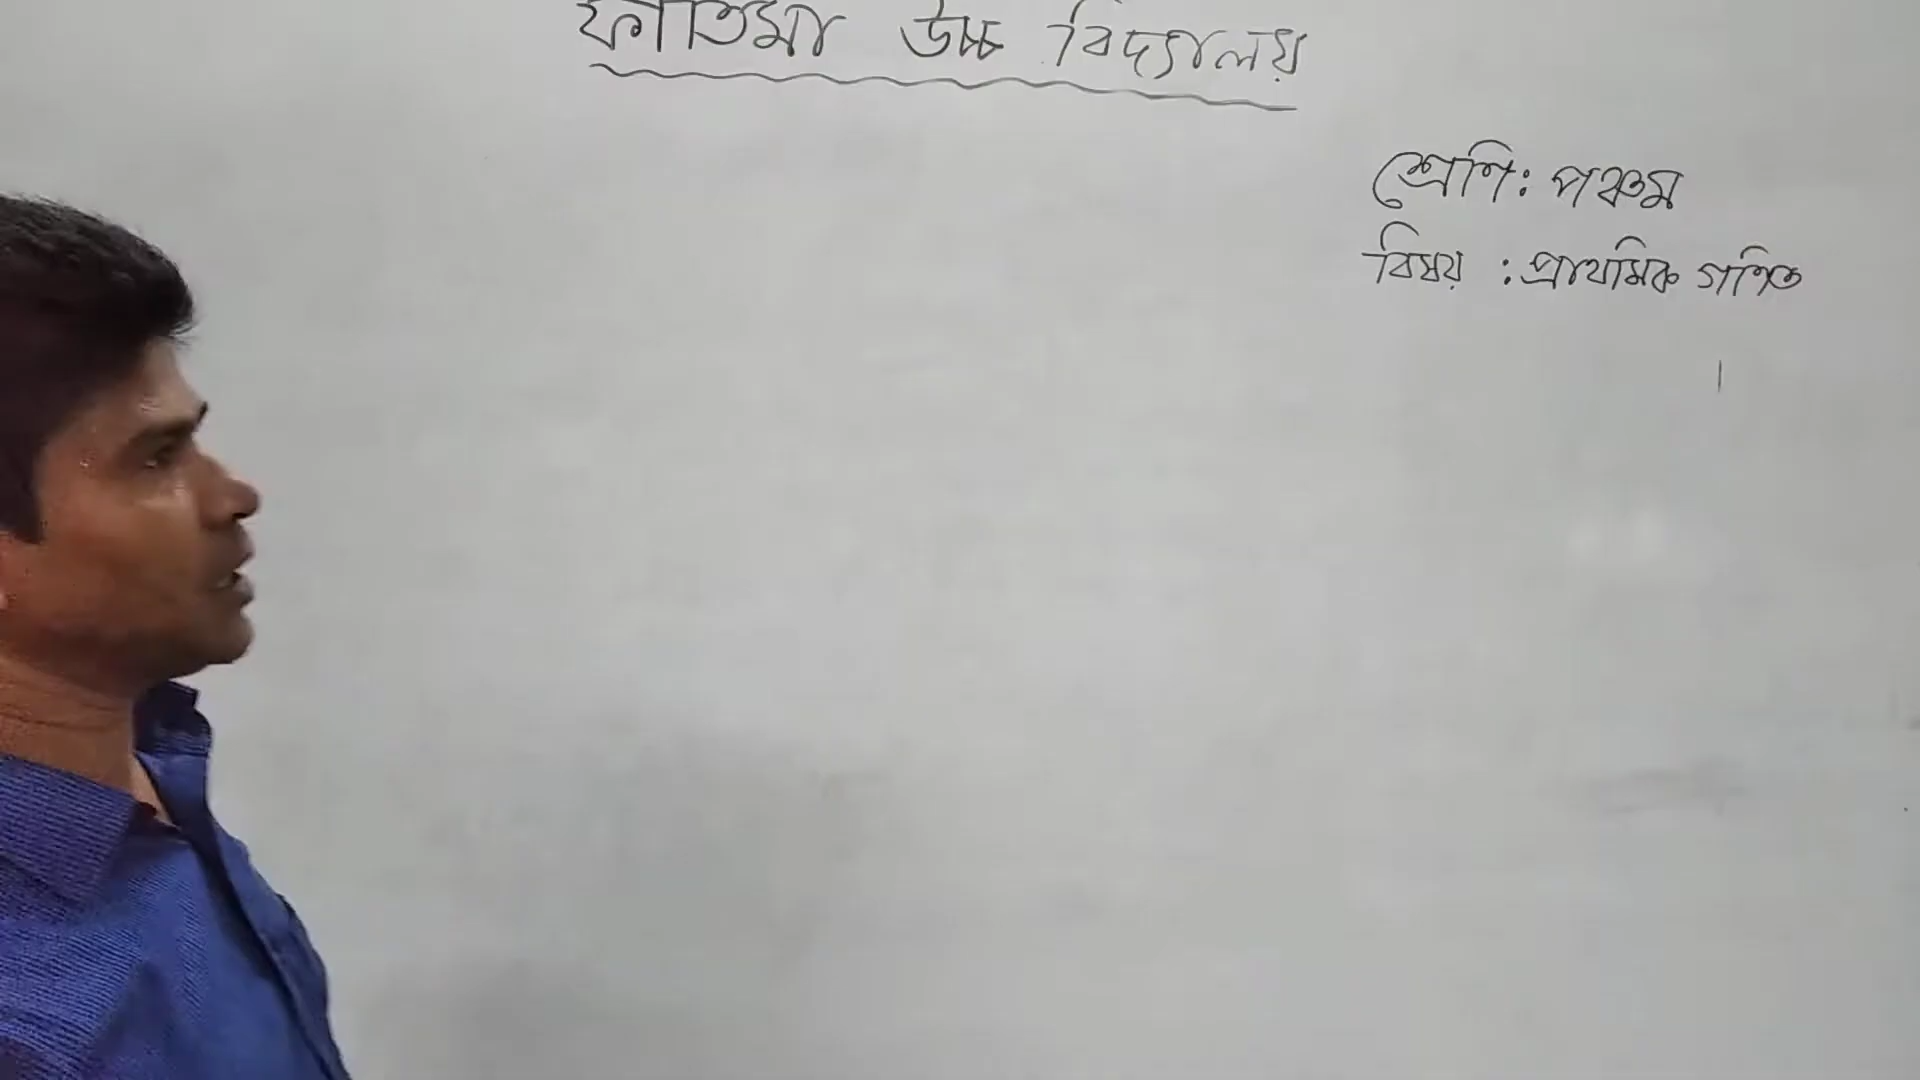 ফাতিমা উচ্চ বিদ্যালয়
শ্রেণি: পঞ্চম
বিষয় : প্রাথমিক গণিত